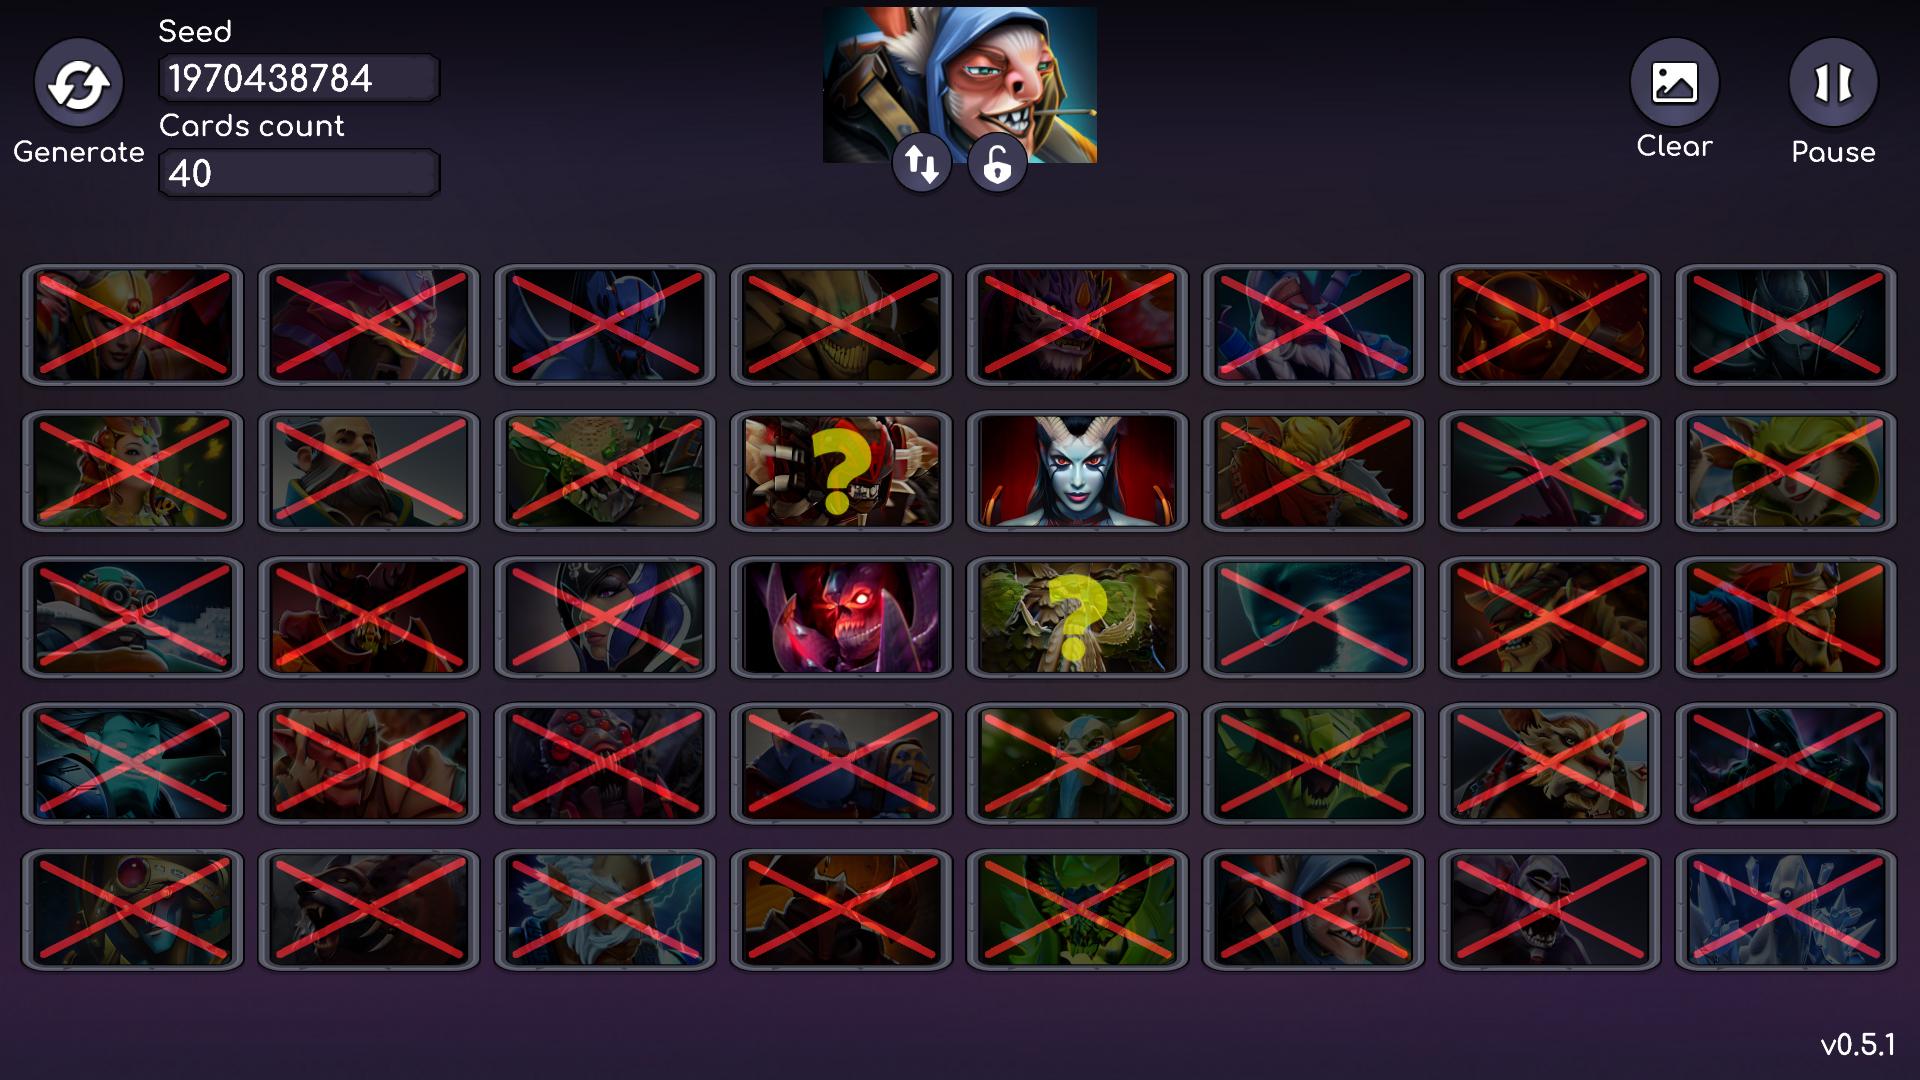 Seed
1970438784
Cards count
40
Generate
Clear
Pause
?
?
v0.5.1